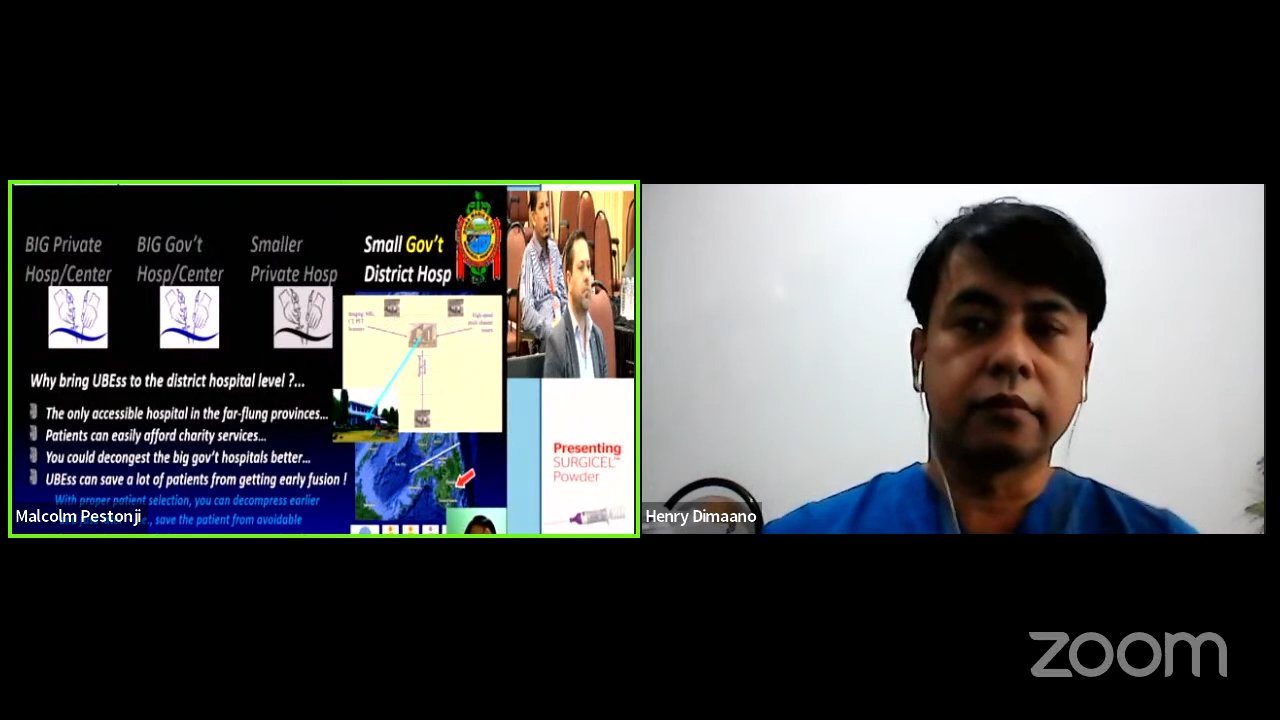 BIG Private
Hosp/Center
BIG Gov't
Hosp/Center
Smaller
Private Hosp
Small Gov't
District Hosp
Why bring UBEss to the district hospital level ?...
The only accessible hospital in the far-flung provinces...
Patients can easily afford charity services...
You could decongest the big gov't hospitals better...
UBEss can save a lot of patients from getting early fusion !
With proper patient selection, you can decompress earlier
save the patient from avoidable
Presenting
SURGICEL™
Powder
Malcolm Pestonji
Henry Dimaano
zoom